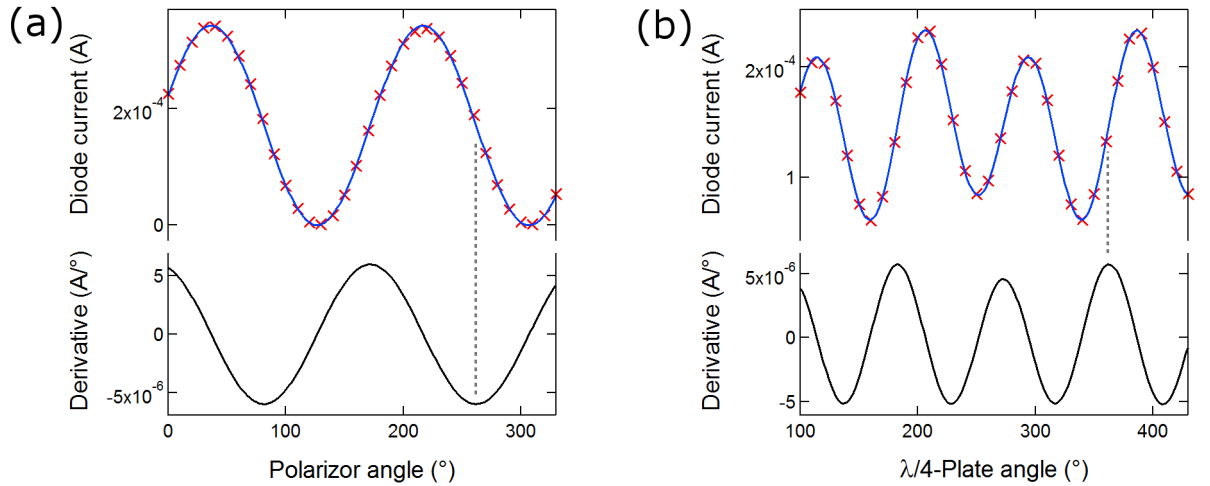 (a)
Diode current (A)
2x10⁻⁴
0
Derivative (A/°)
5
0
-5x10⁻⁶
0 100 200 300
Polarizor angle (°)
(b)
Diode current (A)
2x10⁻⁴
1
Derivative (A/°)
5x10⁻⁶
0
-5
100 200 300 400
λ/4-Plate angle (°)